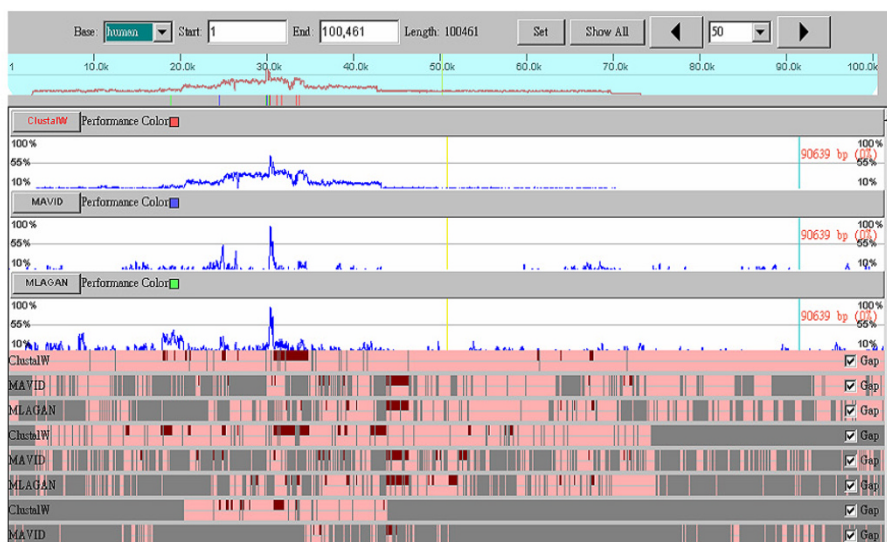 Base: human Start: 1 End: 100,461 Length: 100461 Set Show All 50
1 10.0k 20.0k 30.0k 40.0k 50.0k 60.0k 70.0k 80.0k 90.0k 100.0k
ClustalW Performance Color
100% 100%
55% 90639 bp (0%) 55%
10% 10%
MAVID Performance Color
100% 100%
55% 90639 bp (0%) 55%
10% 10%
MLAGAN Performance Color
100% 100%
55% 90639 bp (0%) 55%
10% 10%
ClustalW Gap
MAVID Gap
MLAGAN Gap
ClustalW Gap
MAVID Gap
MLAGAN Gap
ClustalW Gap
MAVID Gap